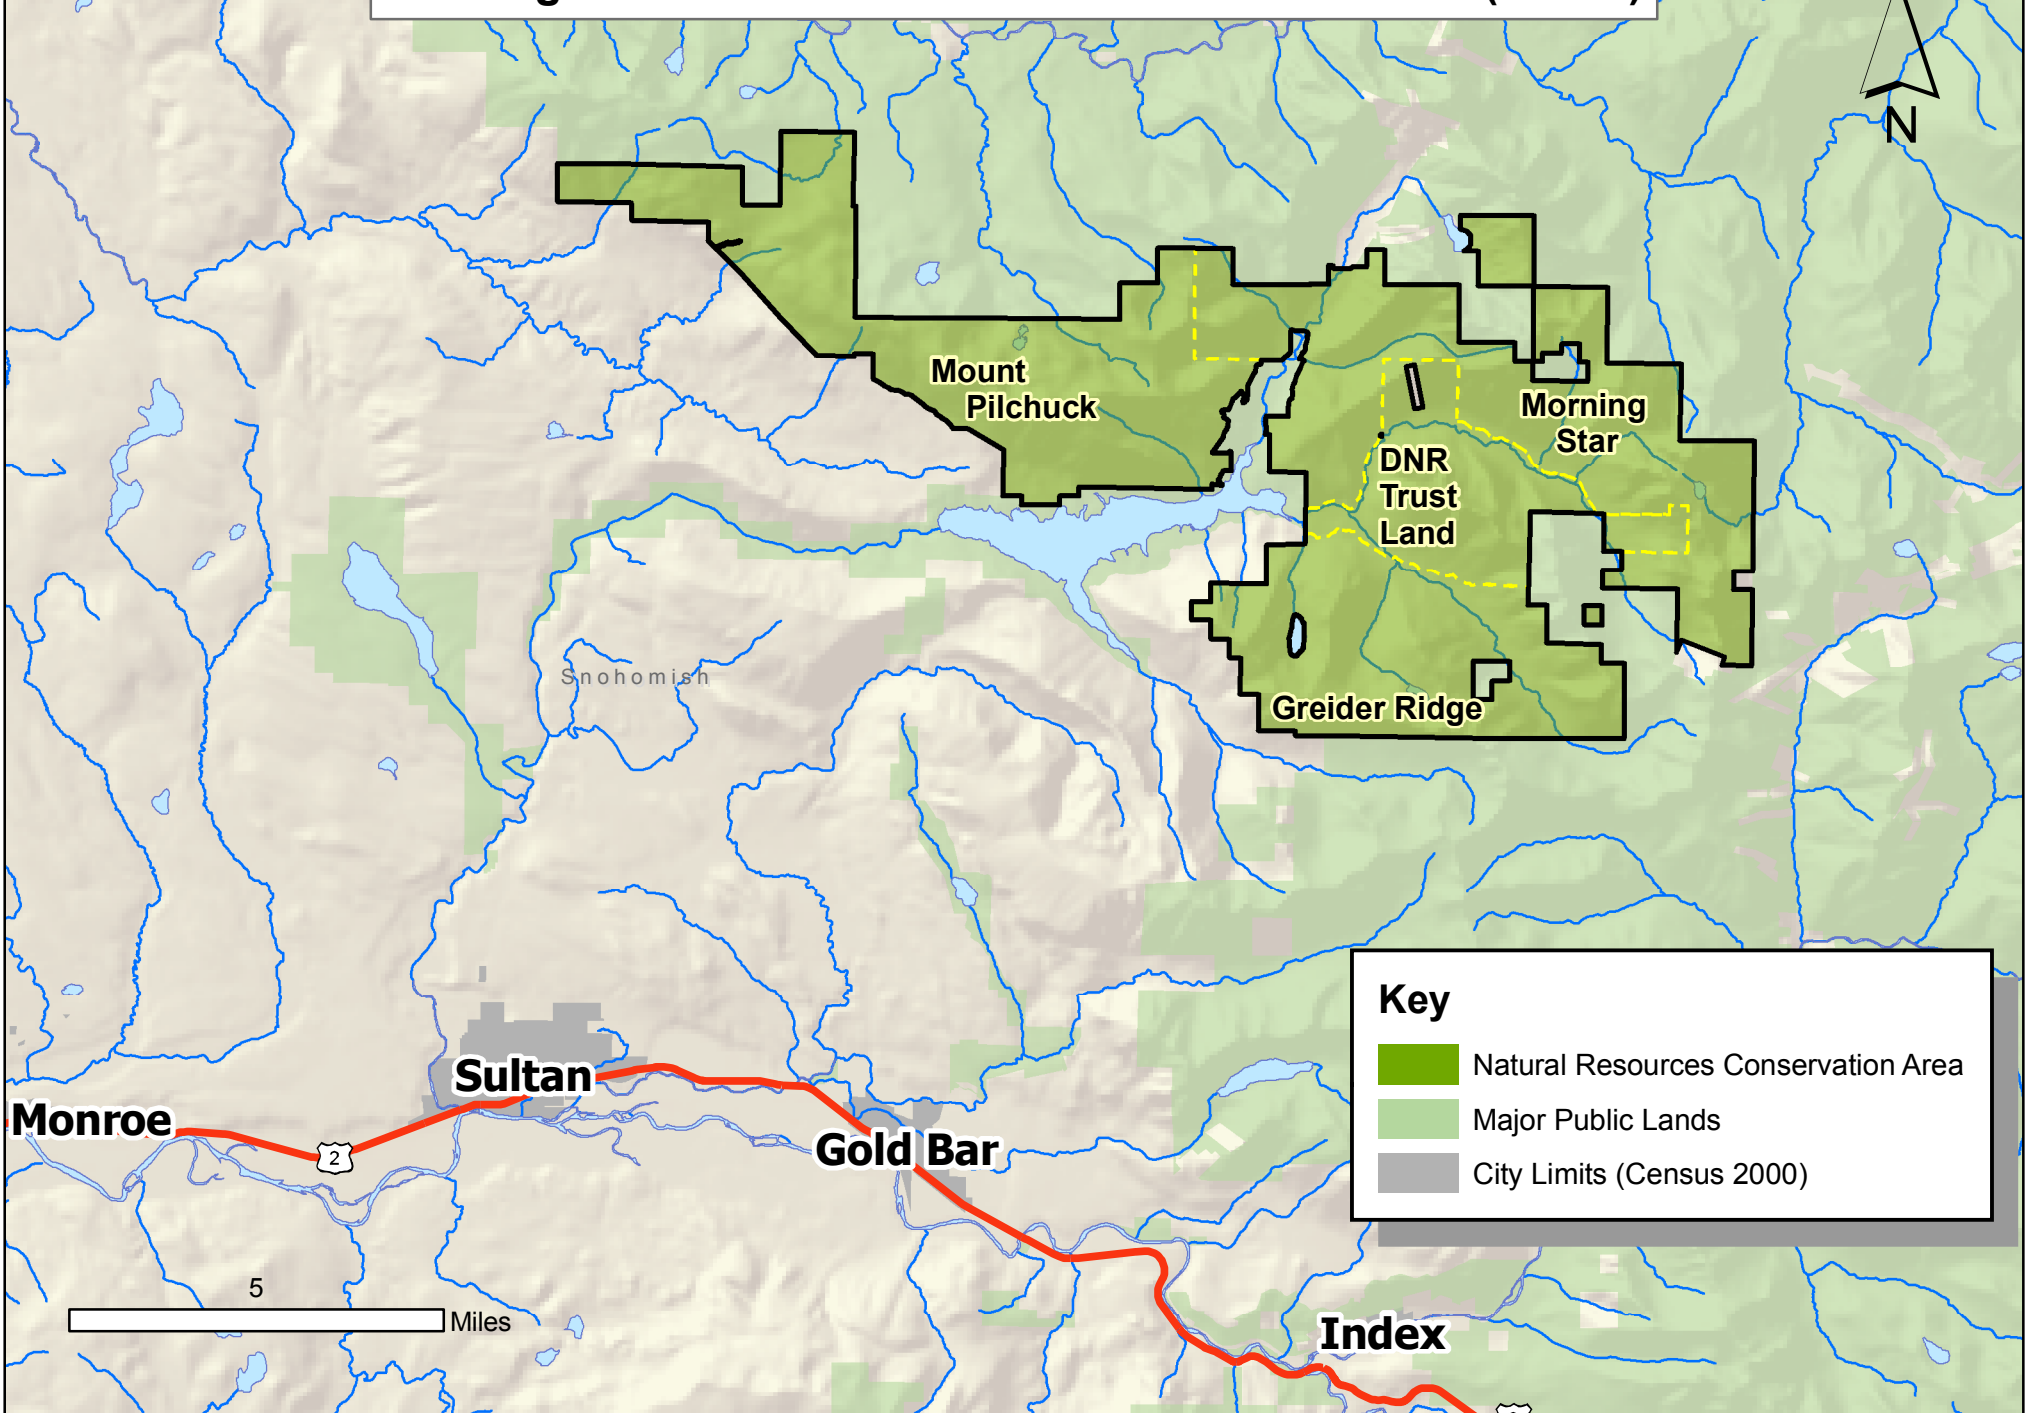 N
Mount
Pilchuck
Morning
Star
DNR
Trust
Land
Snohomish
Greider Ridge
Key
Natural Resources Conservation Area
Major Public Lands
City Limits (Census 2000)
Sultan
Monroe
2
Gold Bar
5
Miles
Index